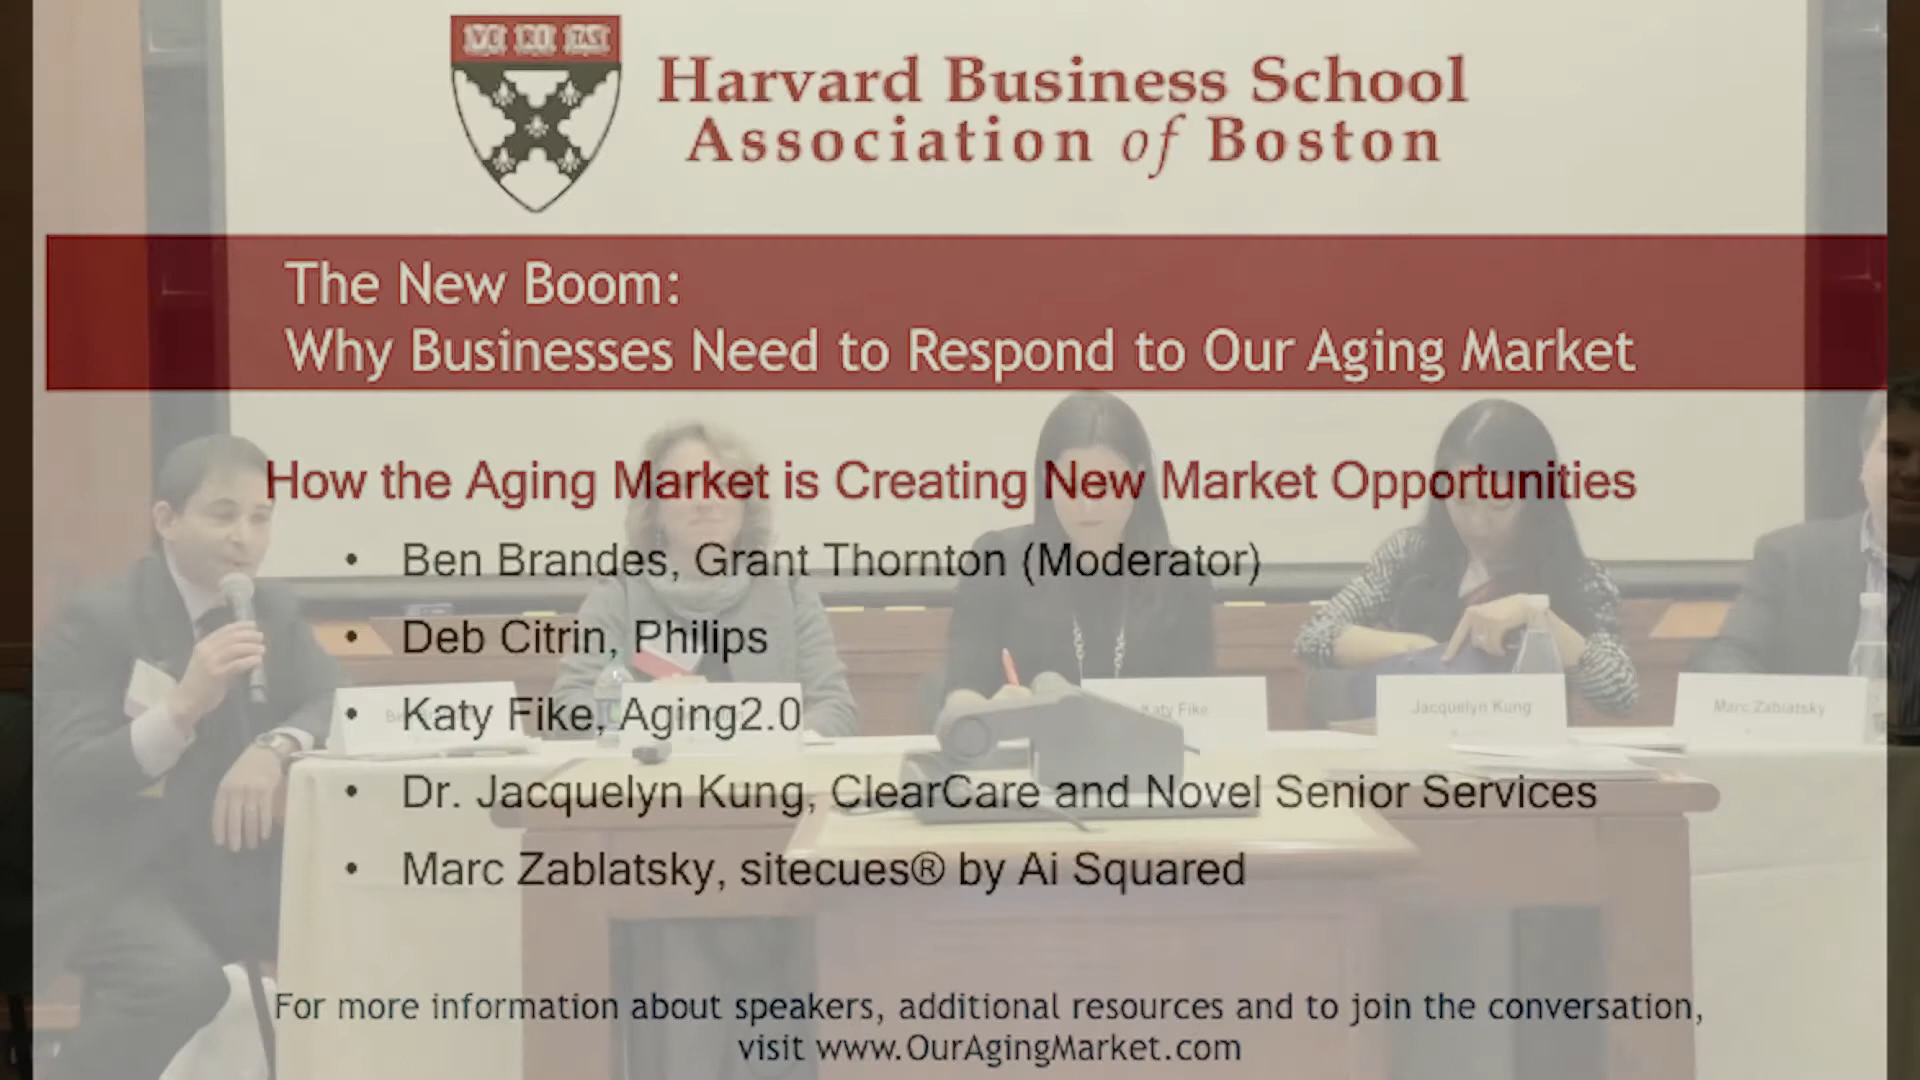 VE RI TAS
Harvard Business School
Association of Boston
The New Boom:
Why Businesses Need to Respond to Our Aging Market
How the Aging Market is Creating New Market Opportunities
• Ben Brandes, Grant Thornton (Moderator)
• Deb Citrin, Philips
• Katy Fike, Aging2.0
• Dr. Jacquelyn Kung, ClearCare and Novel Senior Services
• Marc Zablatsky, sitecues® by Ai Squared
Katy Fike
Jacquelyn Kung
Marc Zablatsky
For more information about speakers, additional resources and to join the conversation,
visit www.OurAgingMarket.com